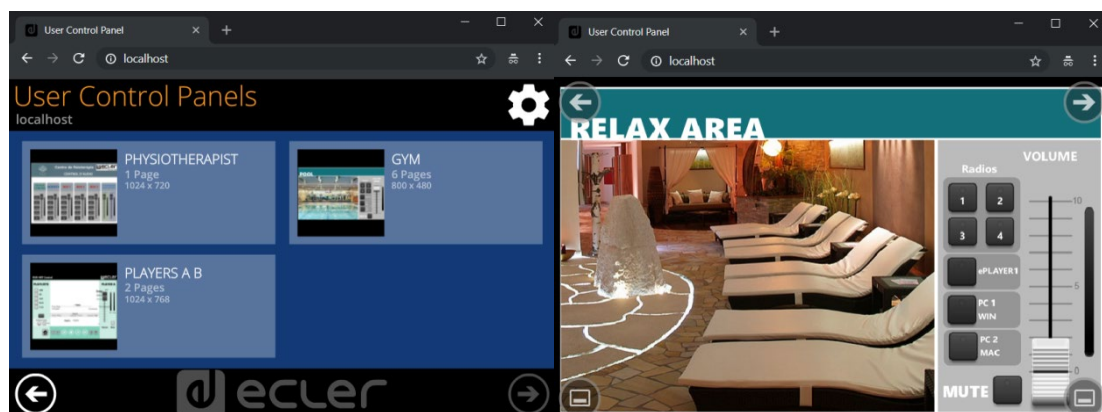 User Control Panel
localhost
User Control Panels
localhost
PHYSIOTHERAPIST
1 Page
1024 x 720
GYM
6 Pages
800 x 480
POOL
PLAYERS A B
2 Pages
1024 x 768
ecler
User Control Panel
localhost
RELAX AREA
VOLUME
Radios
1 2
3 4
ePLAYER1
PC 1
WIN
PC 2
MAC
MUTE
10
5
0